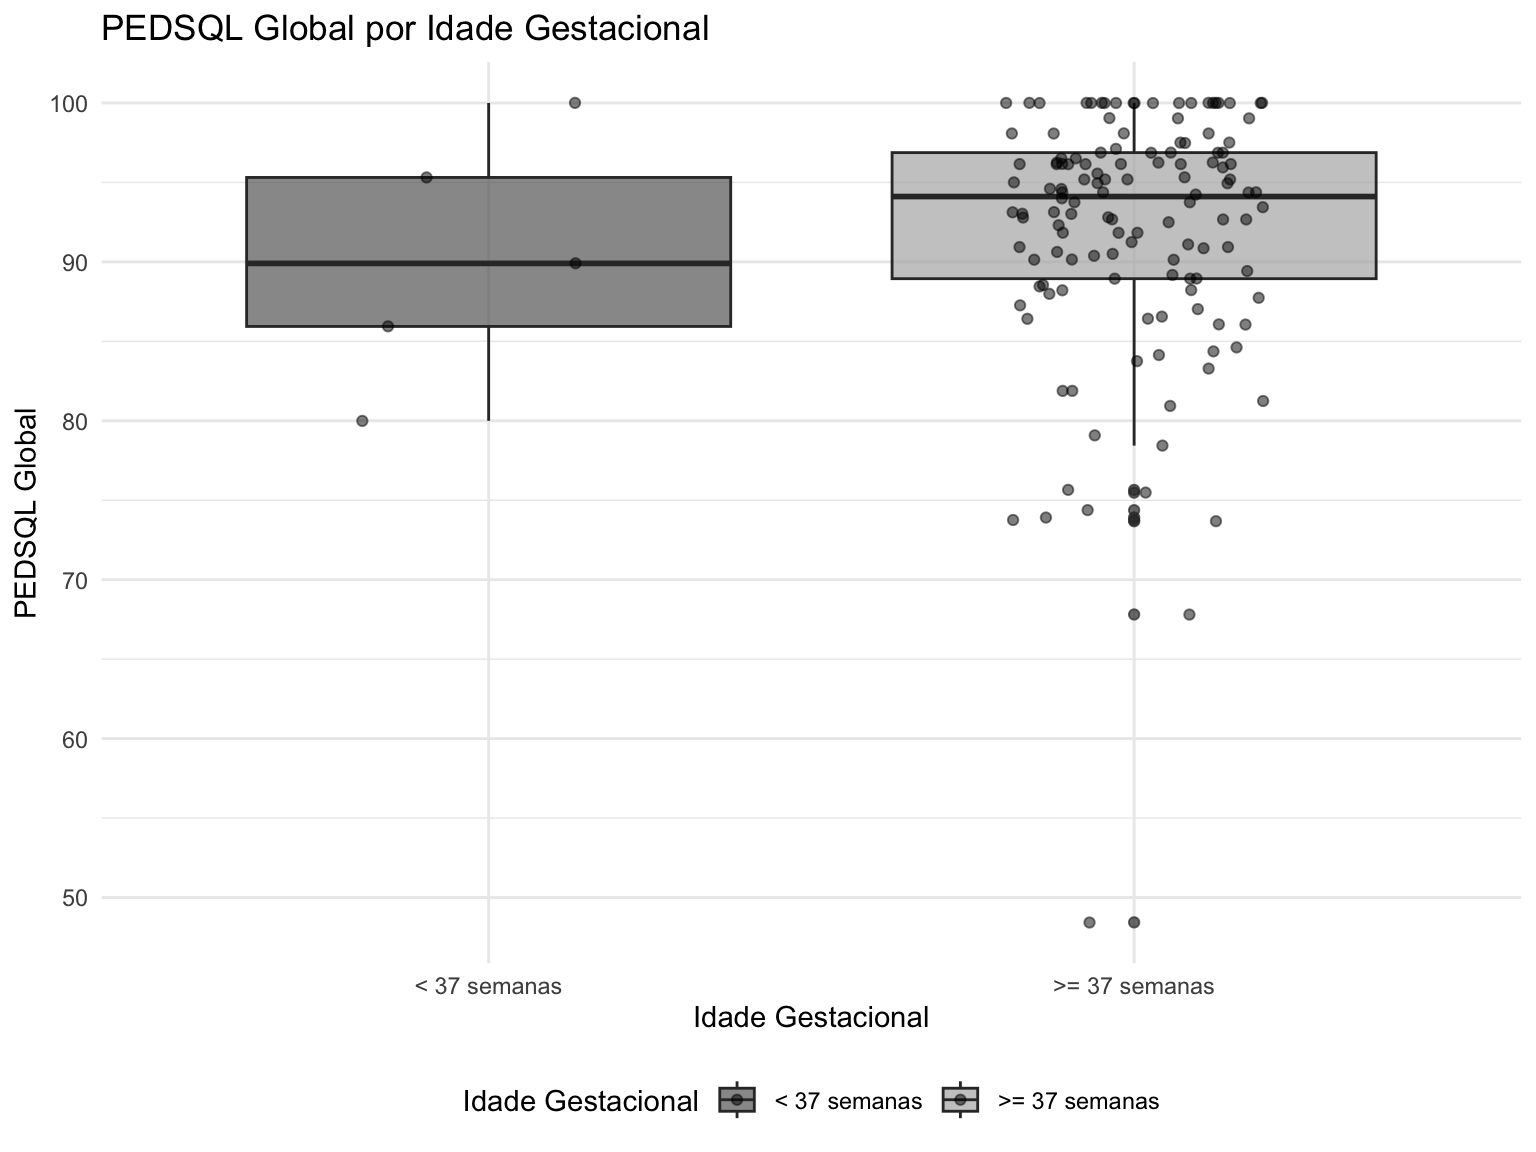 PEDSQL Global por Idade Gestacional
PEDSQL Global
100
90
80
70
60
50
< 37 semanas
>= 37 semanas
Idade Gestacional
Idade Gestacional
< 37 semanas
>= 37 semanas